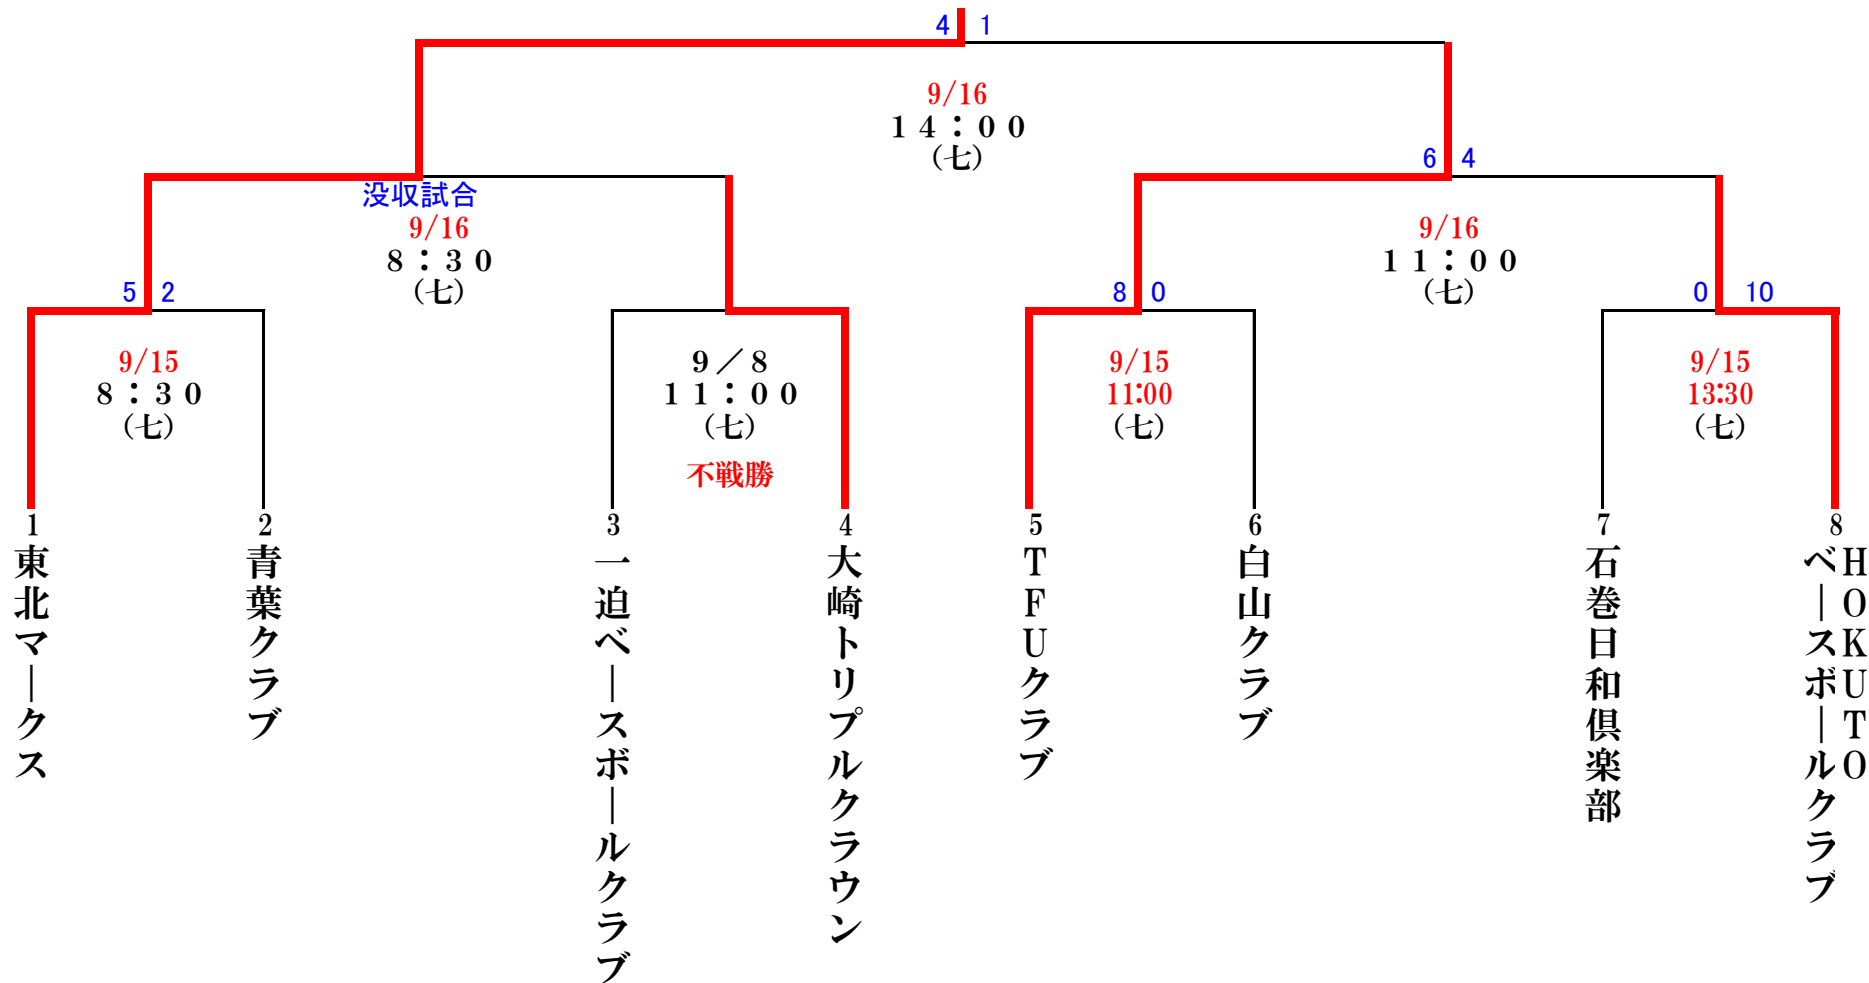 4 1
9/16
14：00
（七）
没収試合
9/16
8：30
（七）
6 4
9/16
11：00
（七）
5 2
9/15
8：30
（七）
9／8
11：00
（七）
不戦勝
8 0
9/15
11:00
（七）
0 10
9/15
13:30
（七）
1
東北マークス
2
青葉クラブ
3
一迫ベースボールクラブ
4
大崎トリプルクラウン
5
TFUクラブ
6
白山クラブ
7
石巻日和倶楽部
8
HOKUTO
ベースボールクラブ